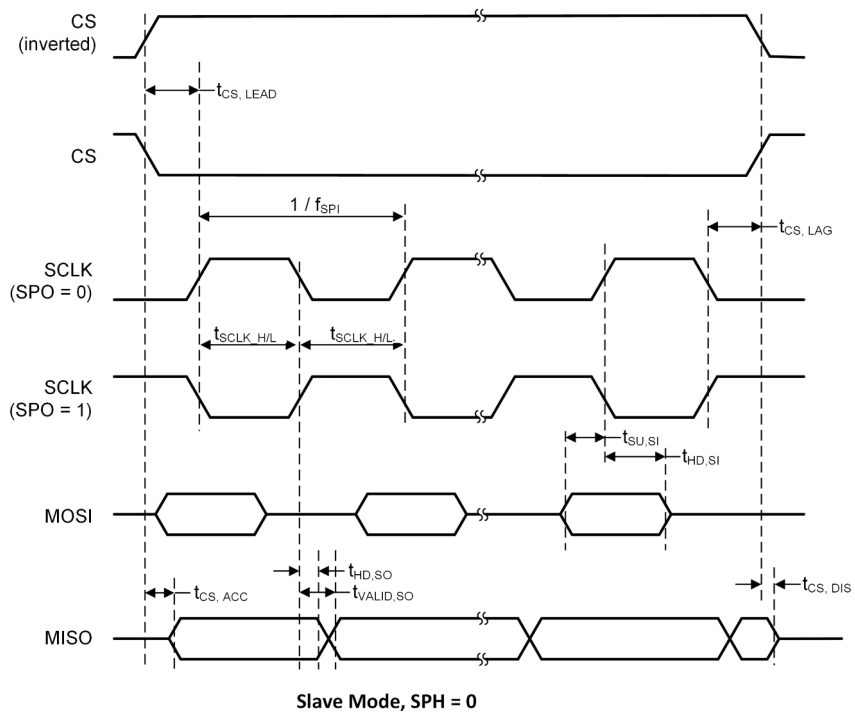 CS
(inverted)
tCS, LEAD
CS
1 / fSPI
tCS, LAG
SCLK
(SPO = 0)
tSCLK_H/L
tSCLK_H/L.
SCLK
(SPO = 1)
tSU,SI
tHD,SI
MOSI
tHD,SO
tCS, ACC
tVALID,SO
tCS, DIS
MISO
Slave Mode, SPH = 0